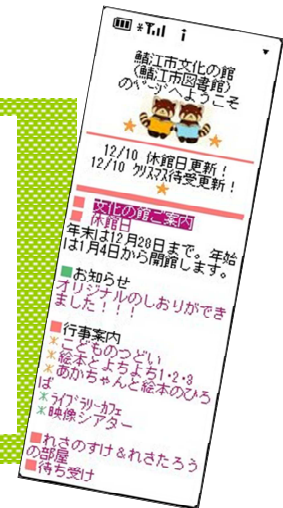 鯖江市文化の館
(鯖江市図書館)
のページへようこそ
12/10 休館日更新！
12/10 クリスマス待受更新！
文化の館ご案内
休館日
年末は12月28日まで。年始
は1月4日から開館します。
お知らせ
オリジナルのしおりができ
ました！！！
行事案内
こどものつどい
絵本とよちよち1・2・3
あかちゃんと絵本のひろ
ば
ライブラリーカフェ
映像シアター
れさのすけ&れさたろう
の部屋
待ち受け